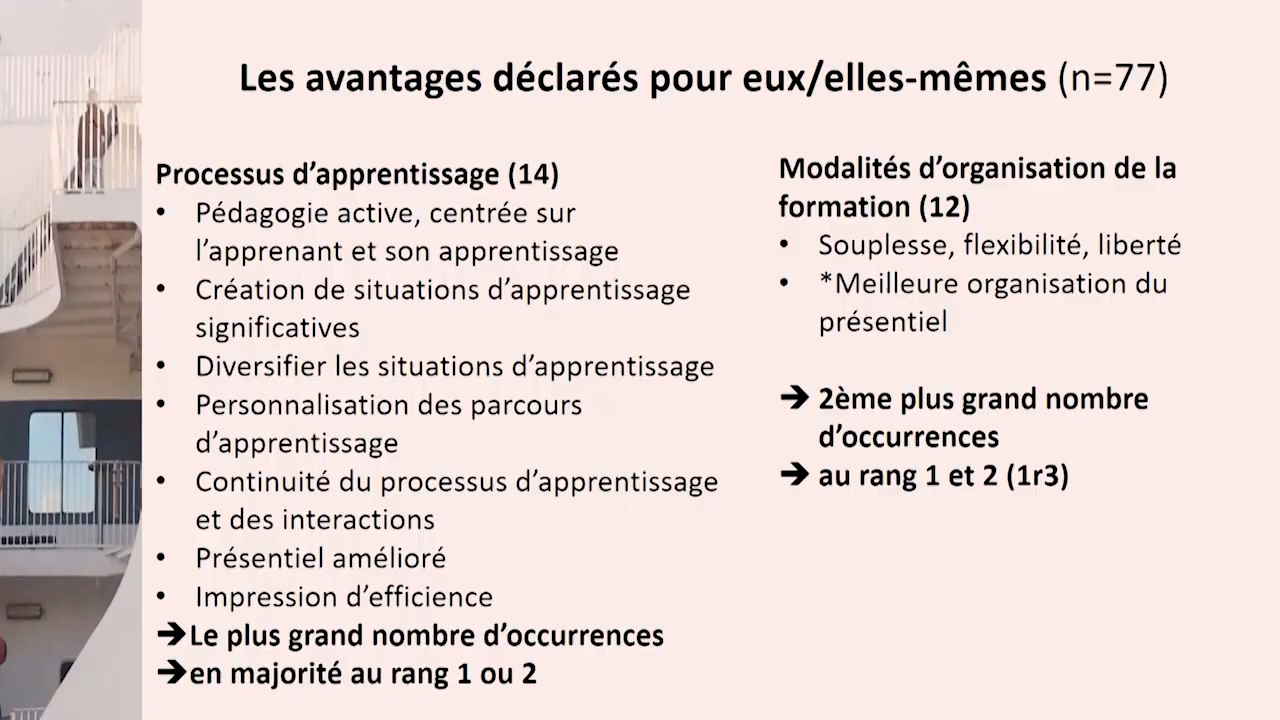 Les avantages déclarés pour eux/elles-mêmes (n=77)
Processus d’apprentissage (14)
• Pédagogie active, centrée sur
l’apprenant et son apprentissage
• Création de situations d’apprentissage
significatives
• Diversifier les situations d’apprentissage
• Personnalisation des parcours
d’apprentissage
• Continuité du processus d’apprentissage
et des interactions
• Présentiel amélioré
• Impression d’efficience
➔Le plus grand nombre d’occurrences
➔en majorité au rang 1 ou 2
Modalités d’organisation de la
formation (12)
• Souplesse, flexibilité, liberté
• *Meilleure organisation du
présentiel
➔ 2ème plus grand nombre
d’occurrences
➔ au rang 1 et 2 (1r3)